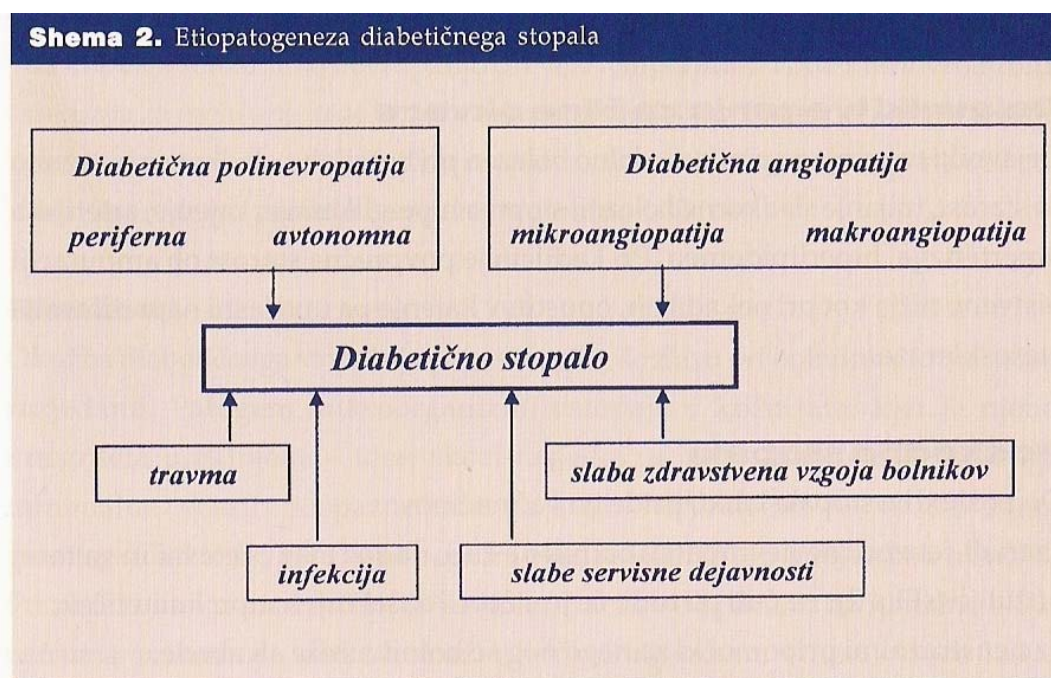 Shema 2. Etiopatogeneza diabetičnega stopala
Diabetična polinevropatija
periferna avtonomna
Diabetična angiopatija
mikroangiopatija makroangiopatija
Diabetično stopalo
travma
slaba zdravstvena vzgoja bolnikov
infekcija
slabe servisne dejavnosti